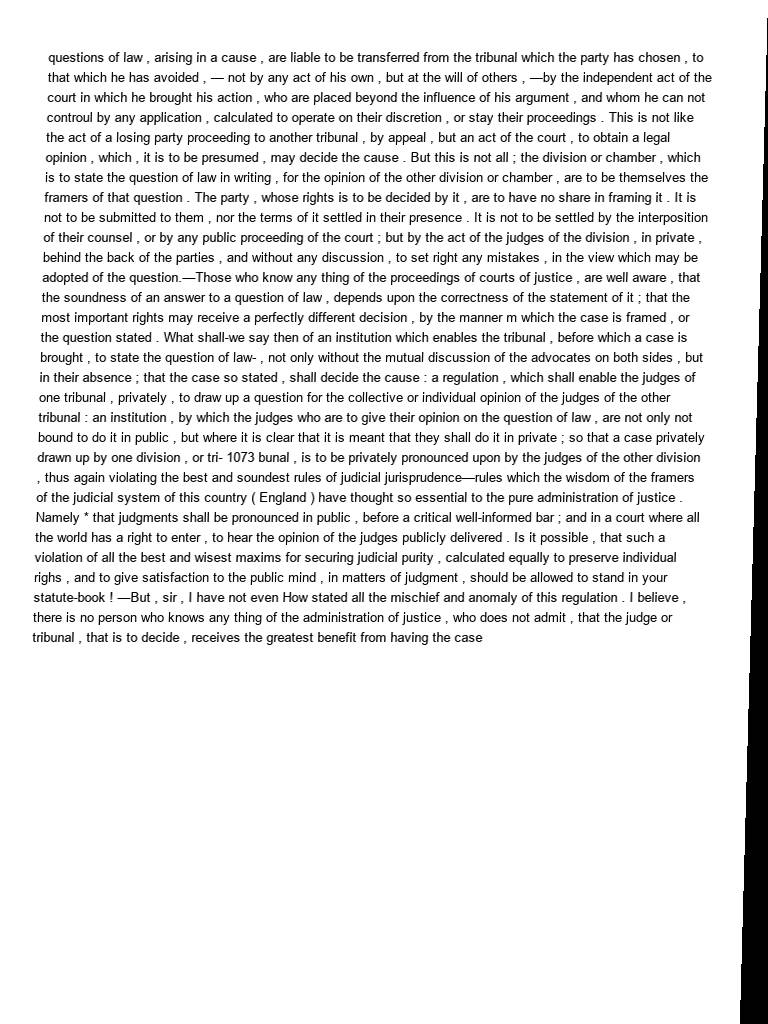 questions of law , arising in a cause , are liable to be transferred from the tribunal which the party has chosen , to
that which he has avoided , — not by any act of his own , but at the will of others , —by the independent act of the
court in which he brought his action , who are placed beyond the influence of his argument , and whom he can not
controul by any application , calculated to operate on their discretion , or stay their proceedings . This is not like
the act of a losing party proceeding to another tribunal , by appeal , but an act of the court , to obtain a legal
opinion , which , it is to be presumed , may decide the cause . But this is not all ; the division or chamber , which
is to state the question of law in writing , for the opinion of the other division or chamber , are to be themselves the
framers of that question . The party , whose rights is to be decided by it , are to have no share in framing it . It is
not to be submitted to them , nor the terms of it settled in their presence . It is not to be settled by the interposition
of their counsel , or by any public proceeding of the court ; but by the act of the judges of the division , in private ,
behind the back of the parties , and without any discussion , to set right any mistakes , in the view which may be
adopted of the question.—Those who know any thing of the proceedings of courts of justice , are well aware , that
the soundness of an answer to a question of law , depends upon the correctness of the statement of it ; that the
most important rights may receive a perfectly different decision , by the manner m which the case is framed , or
the question stated . What shall-we say then of an institution which enables the tribunal , before which a case is
brought , to state the question of law- , not only without the mutual discussion of the advocates on both sides , but
in their absence ; that the case so stated , shall decide the cause : a regulation , which shall enable the judges of
one tribunal , privately , to draw up a question for the collective or individual opinion of the judges of the other
tribunal : an institution , by which the judges who are to give their opinion on the question of law , are not only not
bound to do it in public , but where it is clear that it is meant that they shall do it in private ; so that a case privately
drawn up by one division , or tri- 1073 bunal , is to be privately pronounced upon by the judges of the other division
, thus again violating the best and soundest rules of judicial jurisprudence—rules which the wisdom of the framers
of the judicial system of this country ( England ) have thought so essential to the pure administration of justice .
Namely * that judgments shall be pronounced in public , before a critical well-informed bar ; and in a court where all
the world has a right to enter , to hear the opinion of the judges publicly delivered . Is it possible , that such a
violation of all the best and wisest maxims for securing judicial purity , calculated equally to preserve individual
righs , and to give satisfaction to the public mind , in matters of judgment , should be allowed to stand in your
statute-book ! —But , sir , I have not even How stated all the mischief and anomaly of this regulation . I believe ,
there is no person who knows any thing of the administration of justice , who does not admit , that the judge or
tribunal , that is to decide , receives the greatest benefit from having the case